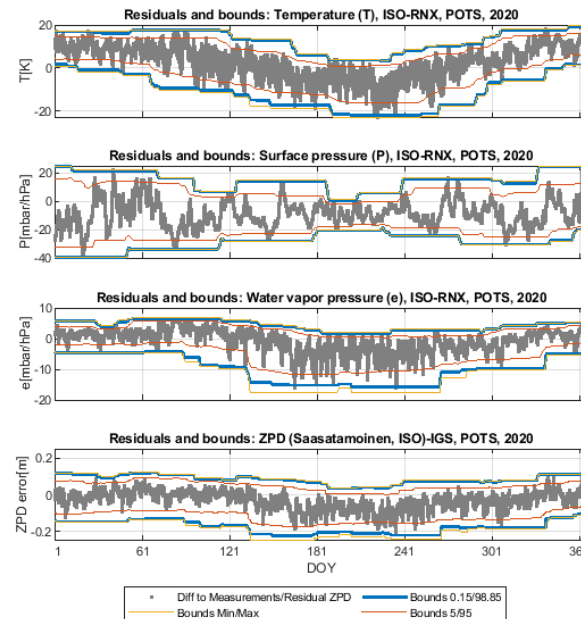 Residuals and bounds: Temperature (T), ISO-RNX, POTS, 2020
20
0
-20
T[K]
Residuals and bounds: Surface pressure (P), ISO-RNX, POTS, 2020
20
0
-20
-40
P[mbar/hPa]
Residuals and bounds: Water vapor pressure (e), ISO-RNX, POTS, 2020
10
0
-10
-20
e[mbar/hPa]
Residuals and bounds: ZPD (Saasatamoinen, ISO)-IGS, POTS, 2020
0.2
0
-0.2
ZPD error[m]
1 61 121 181 241 301
DOY
Diff to Measurements/Residual ZPD Bounds 0.15/98.85
Bounds Min/Max Bounds 5/95